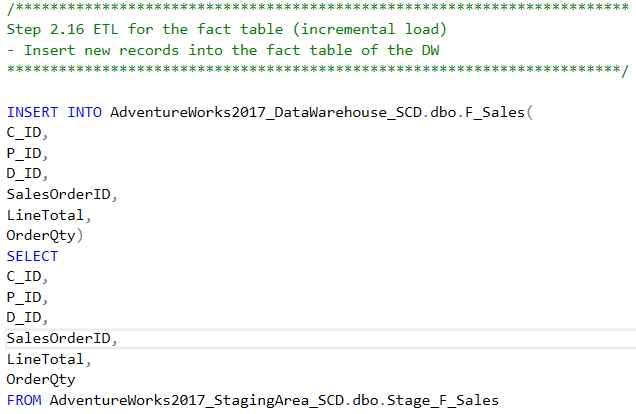 /***********************************************************************
Step 2.16 ETL for the fact table (incremental load)
- Insert new records into the fact table of the DW
***********************************************************************/
INSERT INTO AdventureWorks2017_DataWarehouse_SCD.dbo.F_Sales(
C_ID,
P_ID,
D_ID,
SalesOrderID,
LineTotal,
OrderQty)
SELECT
C_ID,
P_ID,
D_ID,
SalesOrderID,
LineTotal,
OrderQty
FROM AdventureWorks2017_StagingArea_SCD.dbo.Stage_F_Sales